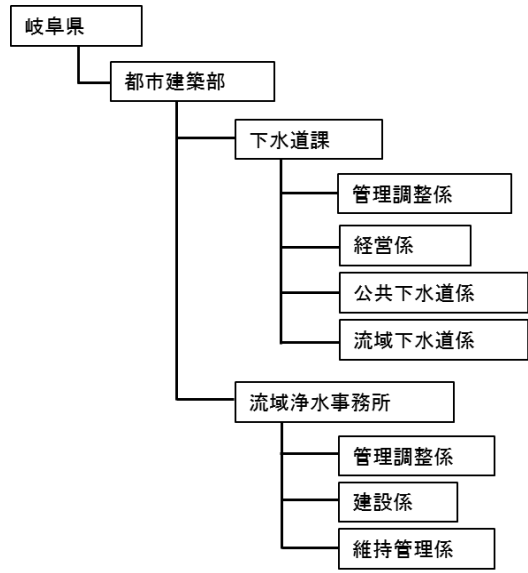 岐阜県
都市建築部
下水道課
管理調整係
経営係
公共下水道係
流域下水道係
流域浄水事務所
管理調整係
建設係
維持管理係